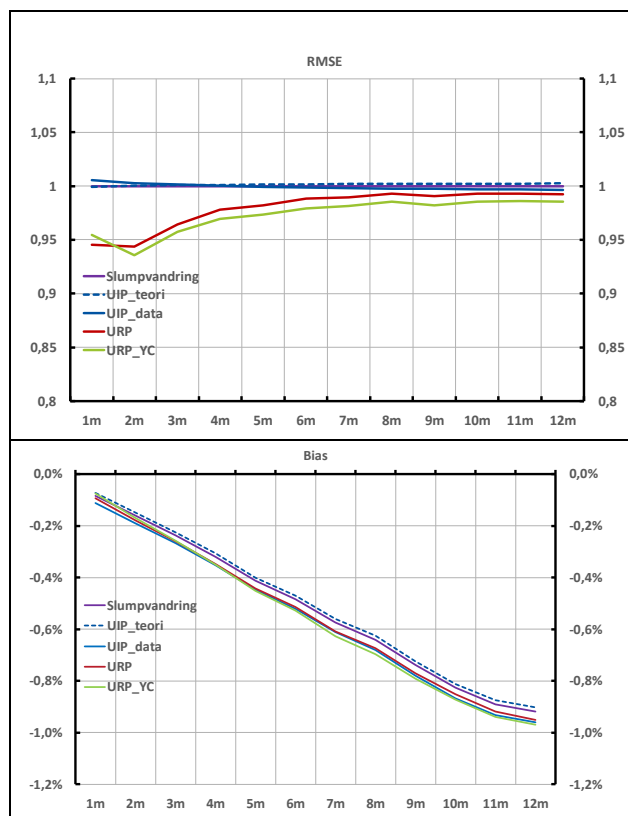 RMSE
1,1 1,1
1,05 1,05
1 1
0,95 0,95
0,9 0,9
0,85 0,85
0,8 0,8
Slumpvandring
UIP_teori
UIP_data
URP
URP_YC
1m 2m 3m 4m 5m 6m 7m 8m 9m 10m 11m 12m
Bias
0,0% 0,0%
-0,2% -0,2%
-0,4% -0,4%
-0,6% -0,6%
-0,8% -0,8%
-1,0% -1,0%
-1,2% -1,2%
Slumpvandring
UIP_teori
UIP_data
URP
URP_YC
1m 2m 3m 4m 5m 6m 7m 8m 9m 10m 11m 12m